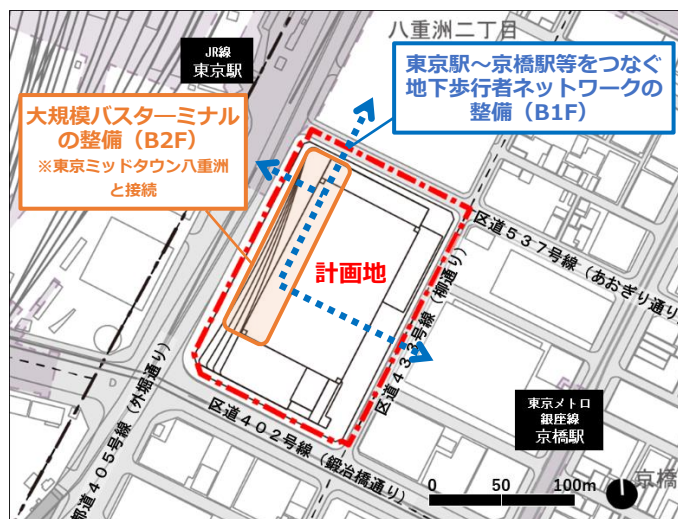 八重洲二丁目
JR線
東京駅
東京駅～京橋駅等をつなぐ
地下歩行者ネットワークの
整備（B1F）
大規模バスターミナル
の整備（B2F）
※東京ミッドタウン八重洲
と接続
計画地
区道５３７号線（あおぎり通り）
区道４３３号線（柳通り）
都道４０５号線（外堀通り）
区道４０２号線（鍛冶橋通り）
東京メトロ
銀座線
京橋駅
京橋
0 50 100m